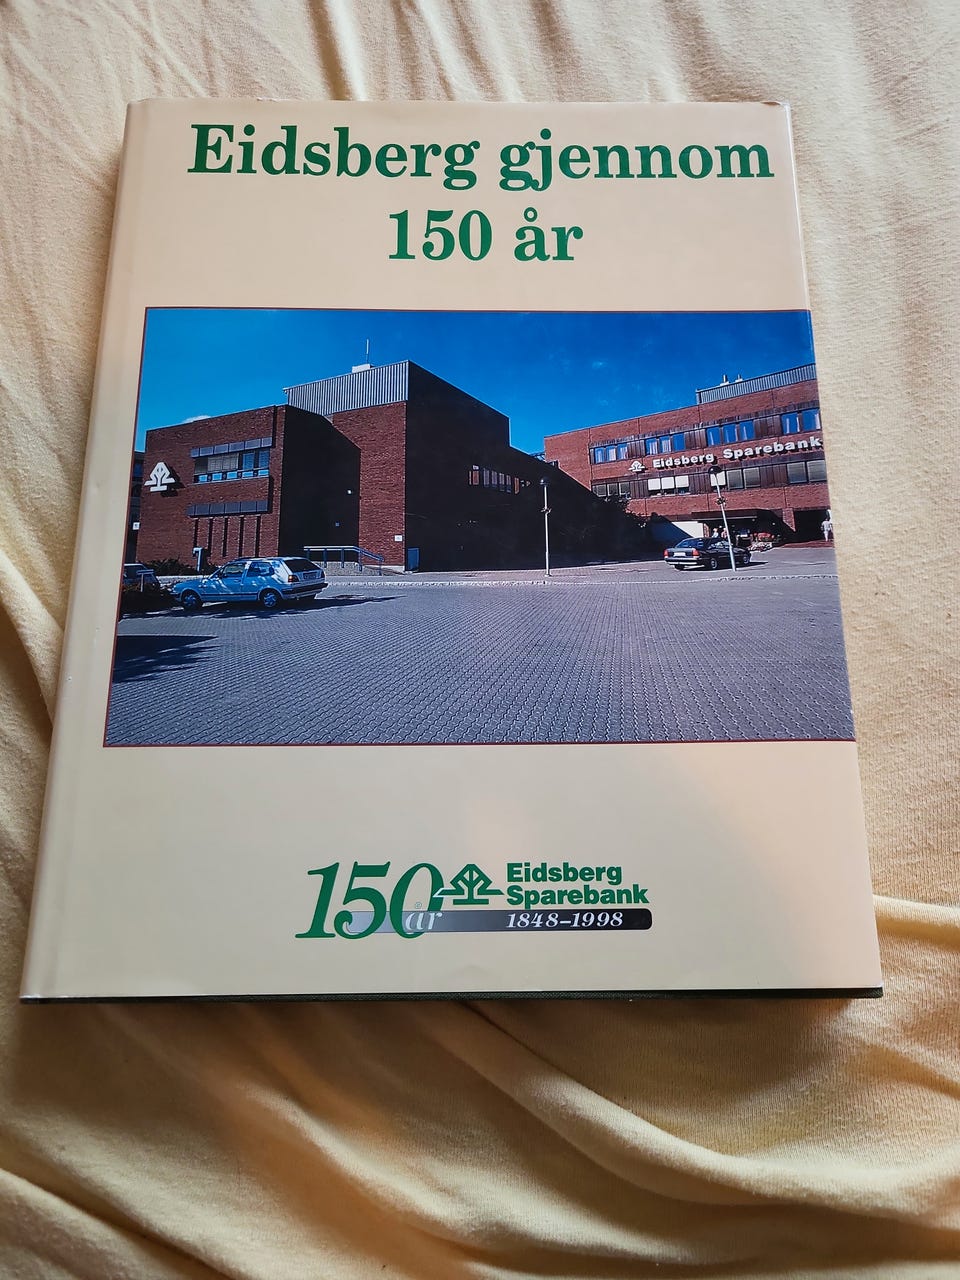 Eidsberg gjennom
150 år
Eidsberg Sparebank
150 år
Eidsberg
Sparebank
1848–1998